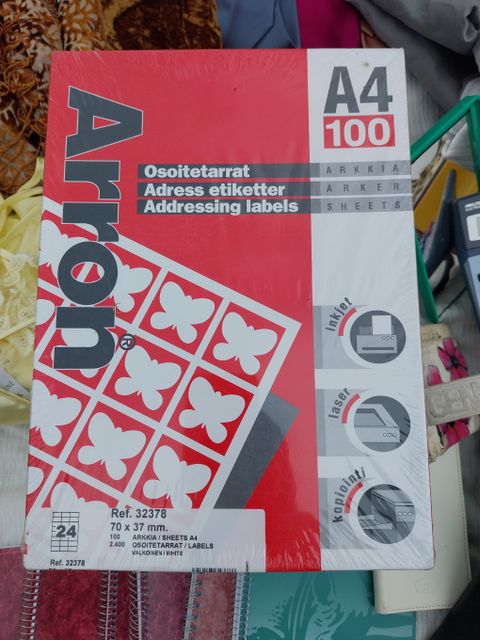 Arron®
A4
100
Osoitetarrat ARKKIA
Adress etiketter ARKER
Addressing labels SHEETS
inkjet
laser
kopiointi
24
Ref. 32378
70 x 37 mm.
100 ARKKIA / SHEETS A4
2.400 OSOITETARRAT / LABELS
VALKOINEN / WHITE
Ref. 32378